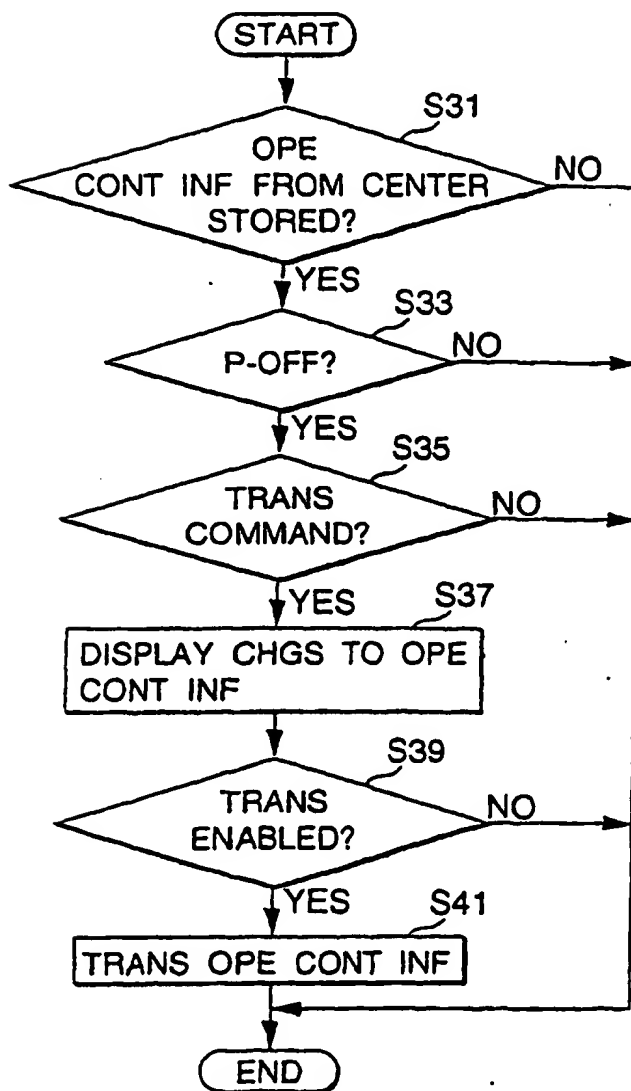 START
S31
OPE
CONT INF FROM CENTER
STORED?
NO
YES
S33
P-OFF?
NO
YES
S35
TRANS
COMMAND?
NO
YES
S37
DISPLAY CHGS TO OPE
CONT INF
S39
TRANS
ENABLED?
NO
YES
S41
TRANS OPE CONT INF
END